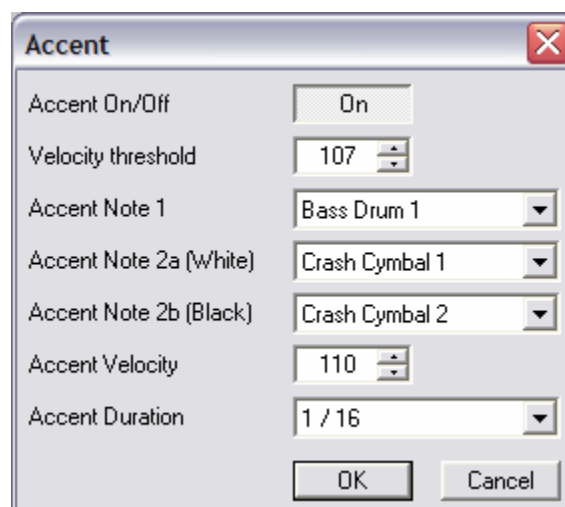 Accent
Accent On/Off On
Velocity threshold 107
Accent Note 1 Bass Drum 1
Accent Note 2a (White) Crash Cymbal 1
Accent Note 2b (Black) Crash Cymbal 2
Accent Velocity 110
Accent Duration 1 / 16
OK Cancel